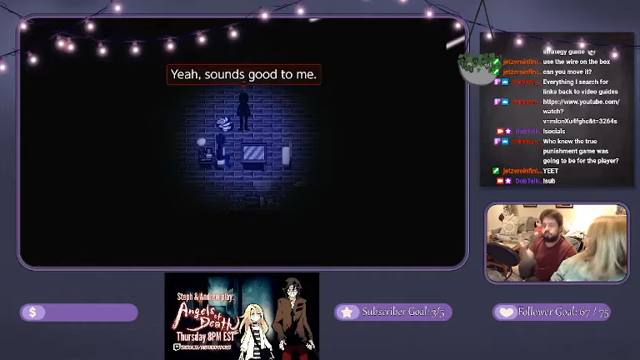 Yeah, sounds good to me.
strategy guide
use the wire on the box
can you move it?
Everything I search for
links back to video guides
https://www.youtube.com/
!socials
Who knew the true
punishment game was
going to be for the player?
YEET
DubTalk: !sub
Steph & Andrew play:
Angels of Death
Thursday 8PM EST
$
Subscriber Goal: 3/5
Follower Goal: 67 / 75